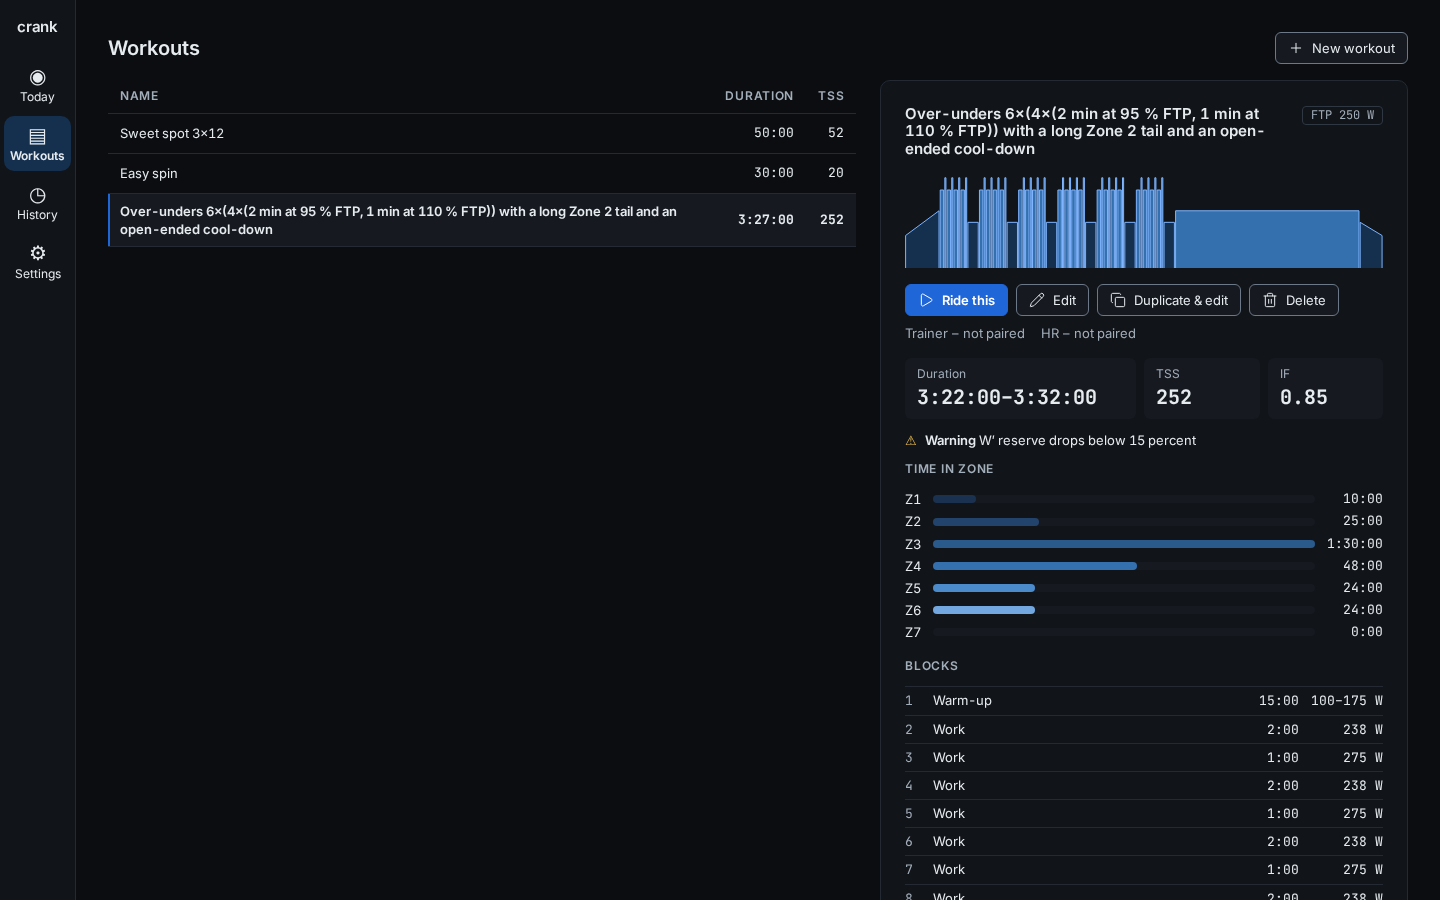 crank
Today
Workouts
History
Settings
Workouts
New workout
NAME DURATION TSS
Sweet spot 3×12 50:00 52
Easy spin 30:00 20
Over-unders 6×(4×(2 min at 95 % FTP, 1 min at 110 % FTP)) with a long Zone 2 tail and an
open-ended cool-down 3:27:00 252
Over-unders 6×(4×(2 min at 95 % FTP, 1 min at
110 % FTP)) with a long Zone 2 tail and an open-
ended cool-down
FTP 250 W
Ride this Edit Duplicate & edit Delete
Trainer – not paired HR – not paired
Duration TSS IF
3:22:00–3:32:00 252 0.85
⚠ Warning W′ reserve drops below 15 percent
TIME IN ZONE
Z1 10:00
Z2 25:00
Z3 1:30:00
Z4 48:00
Z5 24:00
Z6 24:00
Z7 0:00
BLOCKS
1 Warm-up 15:00 100–175 W
2 Work 2:00 238 W
3 Work 1:00 275 W
4 Work 2:00 238 W
5 Work 1:00 275 W
6 Work 2:00 238 W
7 Work 1:00 275 W
8 Work 2:00 238 W